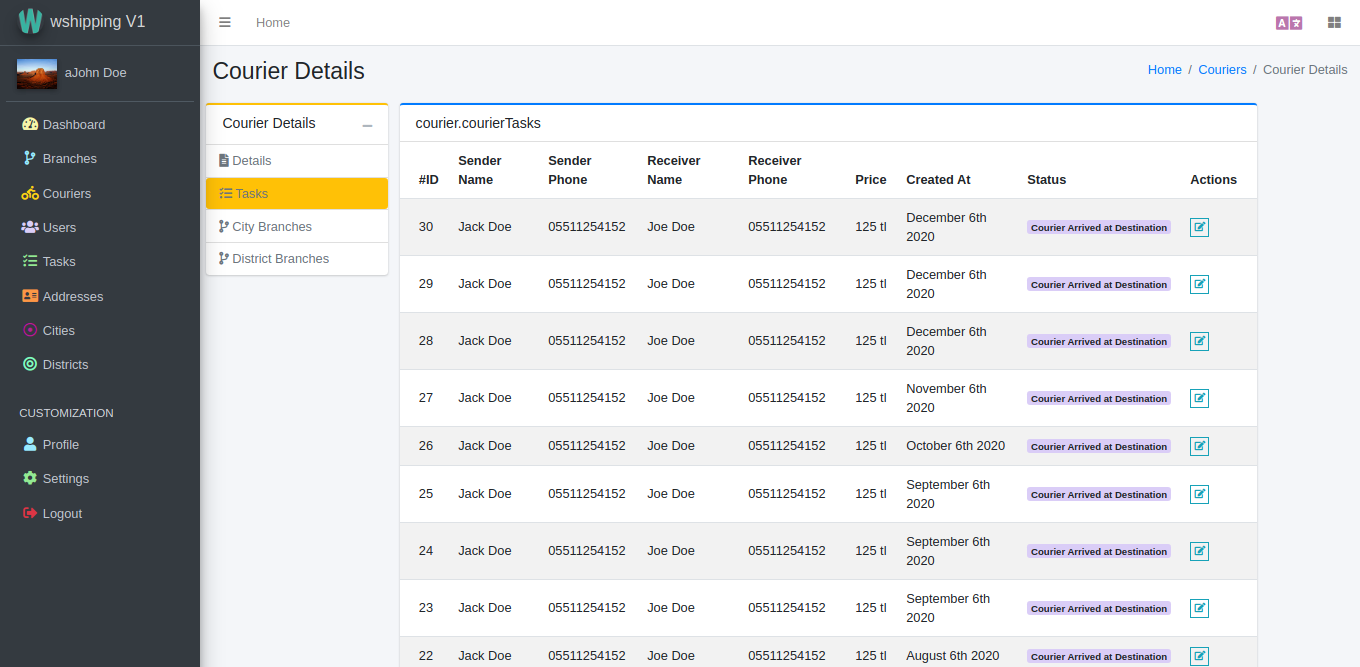 wshipping V1
Home
aJohn Doe
Courier Details
Home / Couriers / Courier Details
Dashboard
Branches
Couriers
Users
Tasks
Addresses
Cities
Districts
CUSTOMIZATION
Profile
Settings
Logout
Courier Details
Details
Tasks
City Branches
District Branches
courier.courierTasks
#ID Sender Name Sender Phone Receiver Name Receiver Phone Price Created At Status Actions
30 Jack Doe 05511254152 Joe Doe 05511254152 125 tl December 6th 2020 Courier Arrived at Destination
29 Jack Doe 05511254152 Joe Doe 05511254152 125 tl December 6th 2020 Courier Arrived at Destination
28 Jack Doe 05511254152 Joe Doe 05511254152 125 tl December 6th 2020 Courier Arrived at Destination
27 Jack Doe 05511254152 Joe Doe 05511254152 125 tl November 6th 2020 Courier Arrived at Destination
26 Jack Doe 05511254152 Joe Doe 05511254152 125 tl October 6th 2020 Courier Arrived at Destination
25 Jack Doe 05511254152 Joe Doe 05511254152 125 tl September 6th 2020 Courier Arrived at Destination
24 Jack Doe 05511254152 Joe Doe 05511254152 125 tl September 6th 2020 Courier Arrived at Destination
23 Jack Doe 05511254152 Joe Doe 05511254152 125 tl September 6th 2020 Courier Arrived at Destination
22 Jack Doe 05511254152 Joe Doe 05511254152 125 tl August 6th 2020 Courier Arrived at Destination